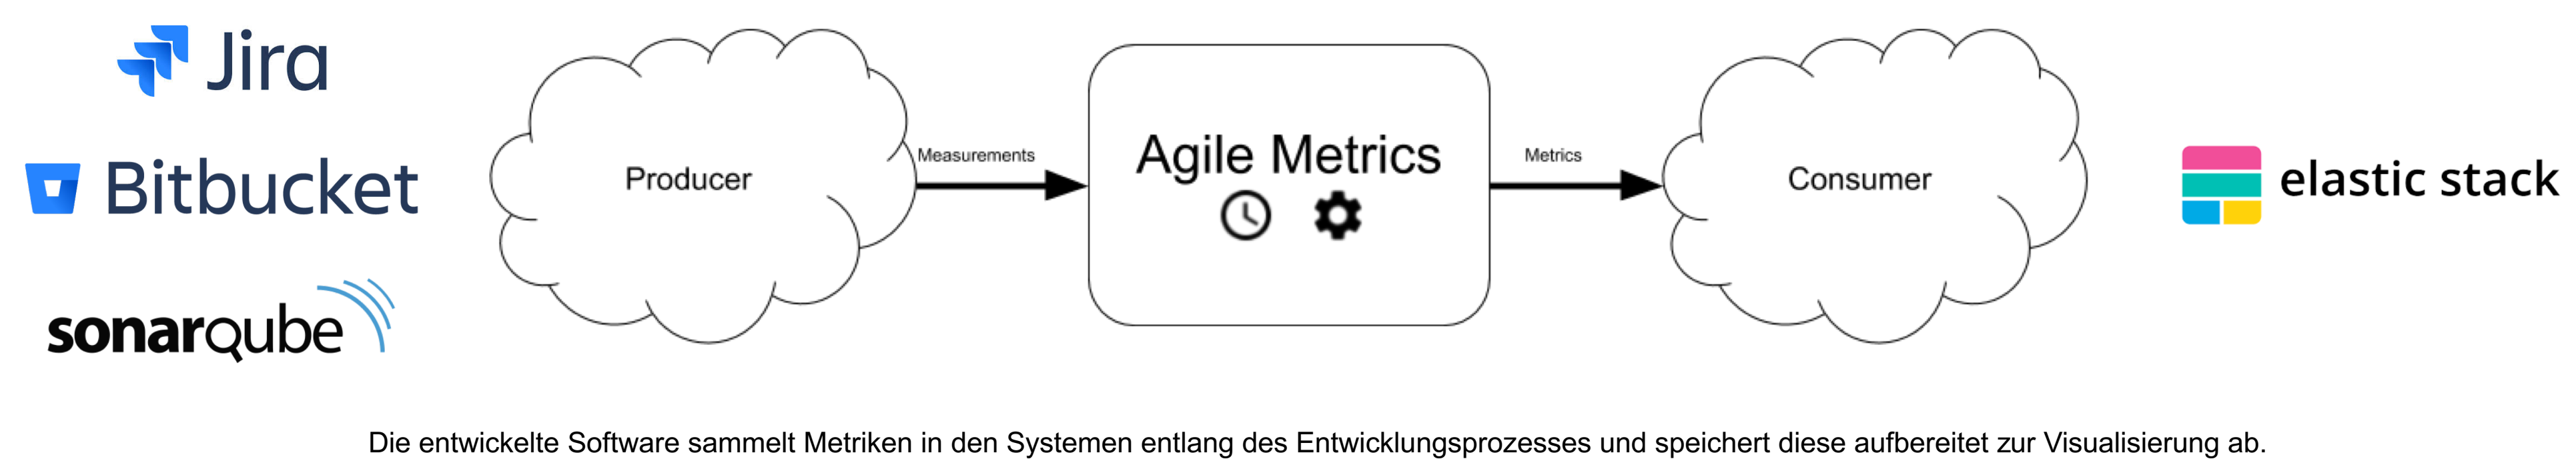 Jira
Bitbucket
sonarqube
Producer
Measurements
Agile Metrics
Metrics
Consumer
elastic stack
Die entwickelte Software sammelt Metriken in den Systemen entlang des Entwicklungsprozesses und speichert diese aufbereitet zur Visualisierung ab.